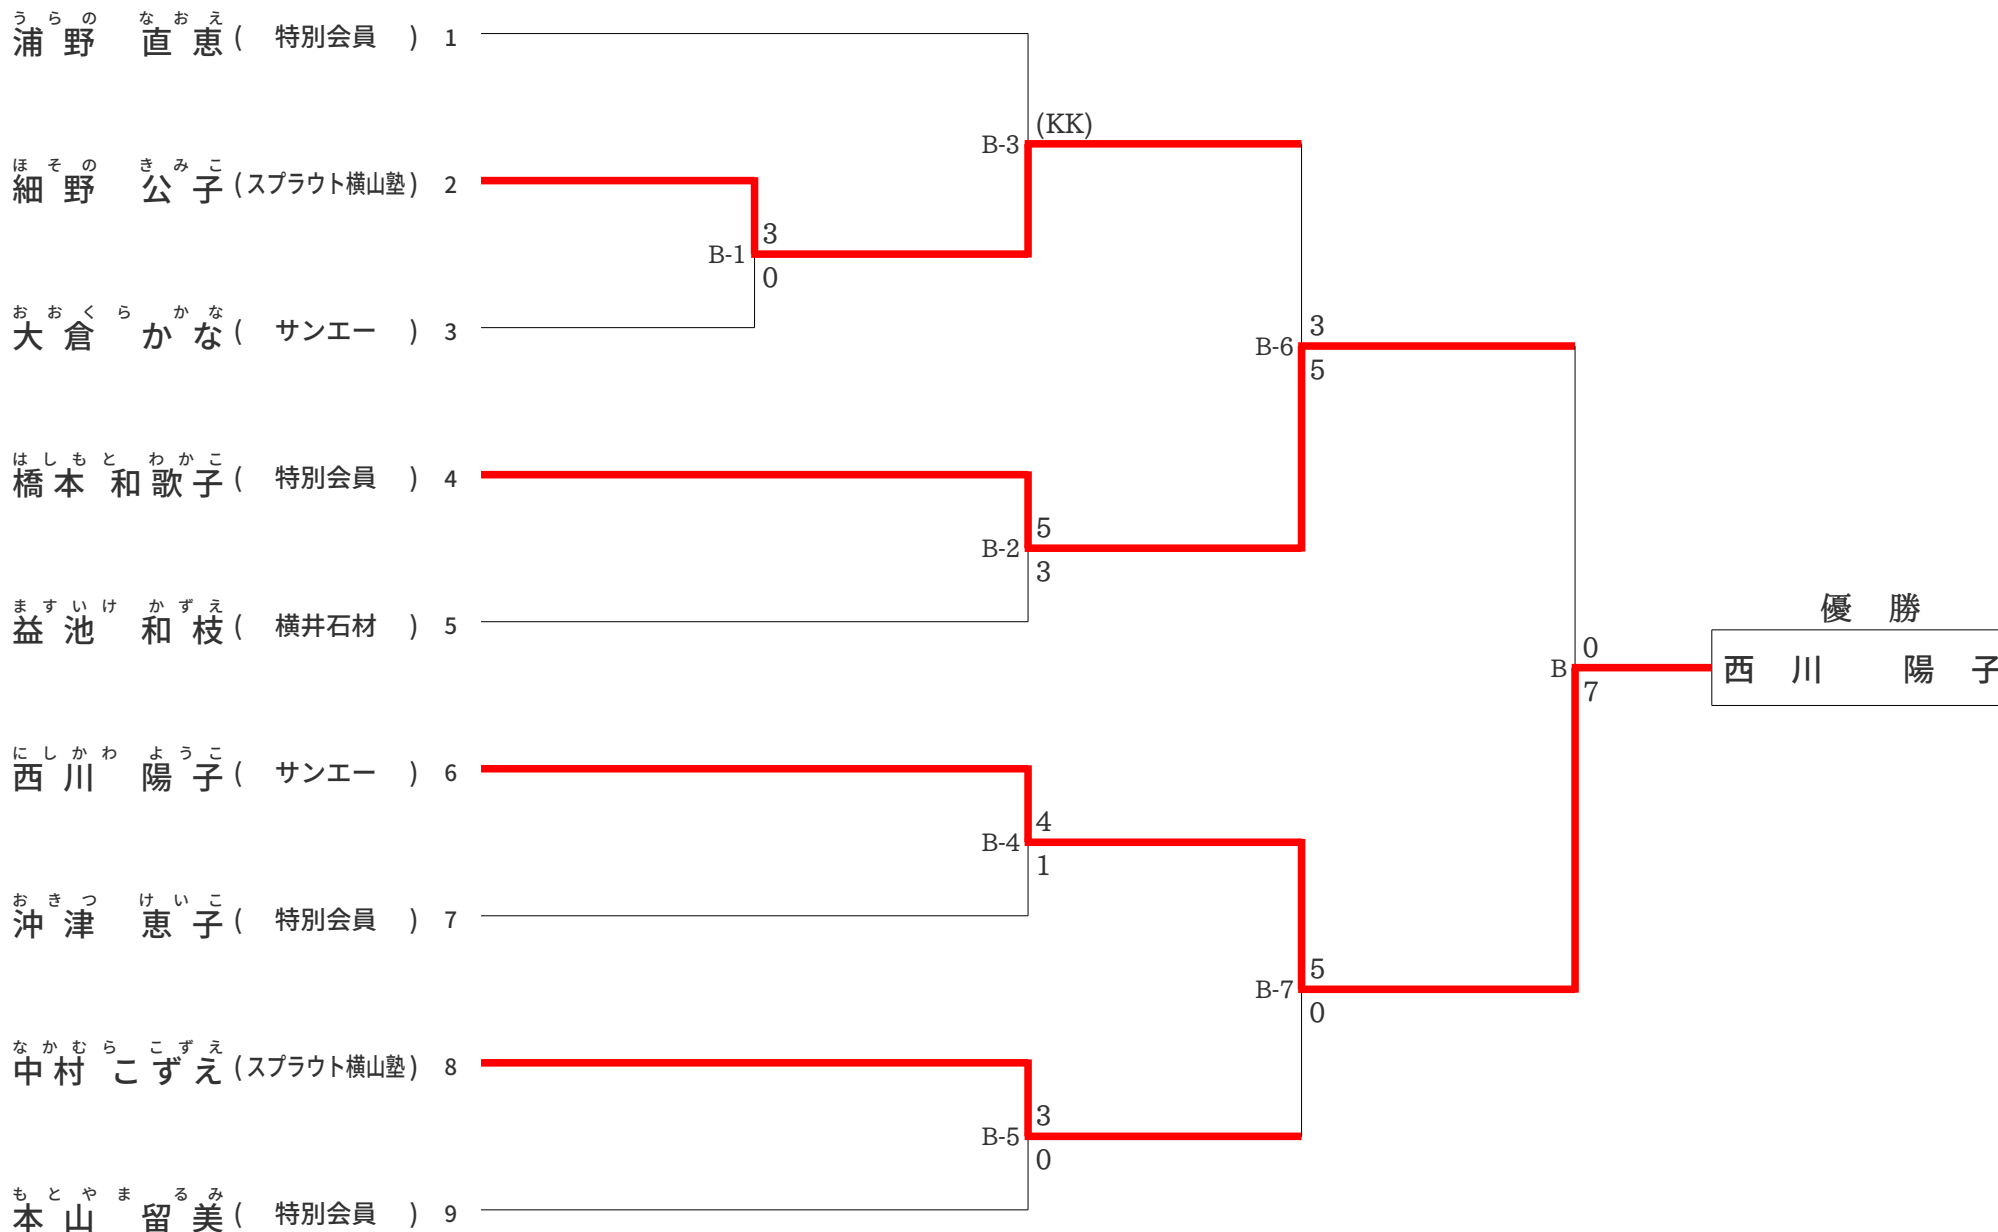 うらの なおえ
浦野 直恵 ( 特別会員 ) 1
(KK)
B-3
ほその きみこ
細野 公子 (スプラウト横山塾) 2
3
B-1
0
おおくら かな
大倉 かな ( サンエー ) 3
3
B-6
5
はしもと わかこ
橋本 和歌子 ( 特別会員 ) 4
5
B-2
3
ますいけ かずえ
益池 和枝 ( 横井石材 ) 5
優 勝
0
B
西川 陽子
7
にしかわ ようこ
西川 陽子 ( サンエー ) 6
4
B-4
1
おきつ けいこ
沖津 恵子 ( 特別会員 ) 7
5
B-7
0
なかむら こずえ
中村 こずえ (スプラウト横山塾) 8
3
B-5
0
もとやま るみ
本山 留美 ( 特別会員 ) 9